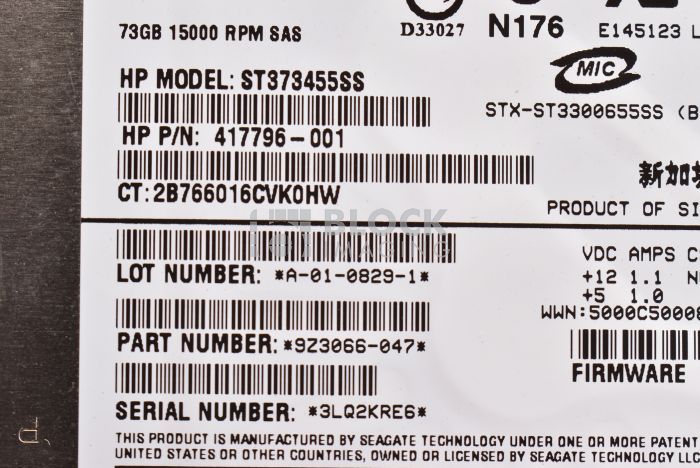 73GB 15000 RPM SAS
D33027 N176 E145123
MIC
HP MODEL: ST373455SS
STX-ST3300655SS (B
HP P/N: 417796-001
新加
CT:2B766016CVK0HW
PRODUCT OF SI
BLOCK
IMAGING
VDC AMPS
LOT NUMBER: *A-01-0829-1*
+12 1.1
+5 1.0
WWN:5000C5000
PART NUMBER: *9Z3066-047*
FIRMWARE
SERIAL NUMBER: *3LQ2KRE6*
THIS PRODUCT IS MANUFACTURED BY SEAGATE TECHNOLOGY UNDER ONE OR MORE PATENT
UNITED STATES OR OTHER COUNTRIES, OWNED OR LICENSED BY SEAGATE TECHNOLOGY LLC